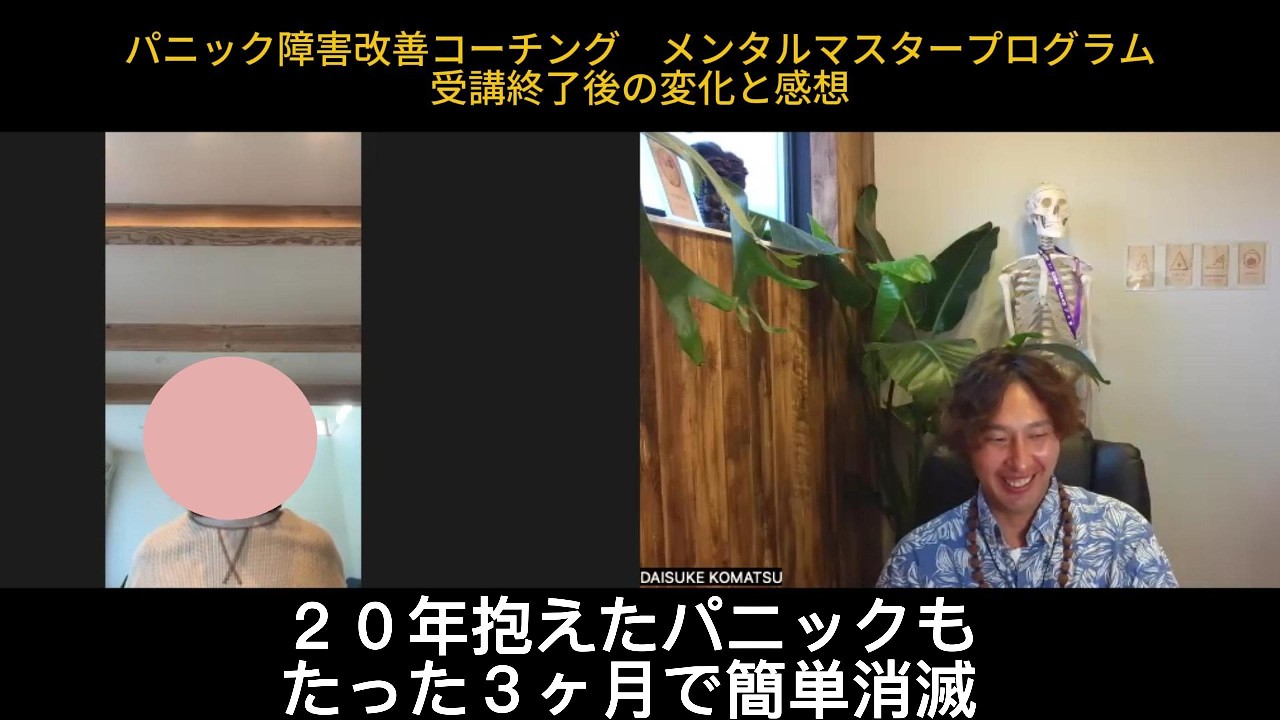 パニック障害改善コーチング　メンタルマスタープログラム
受講終了後の変化と感想
DAISUKE KOMATSU
２０年抱えたパニックも
たった３ヶ月で簡単消滅